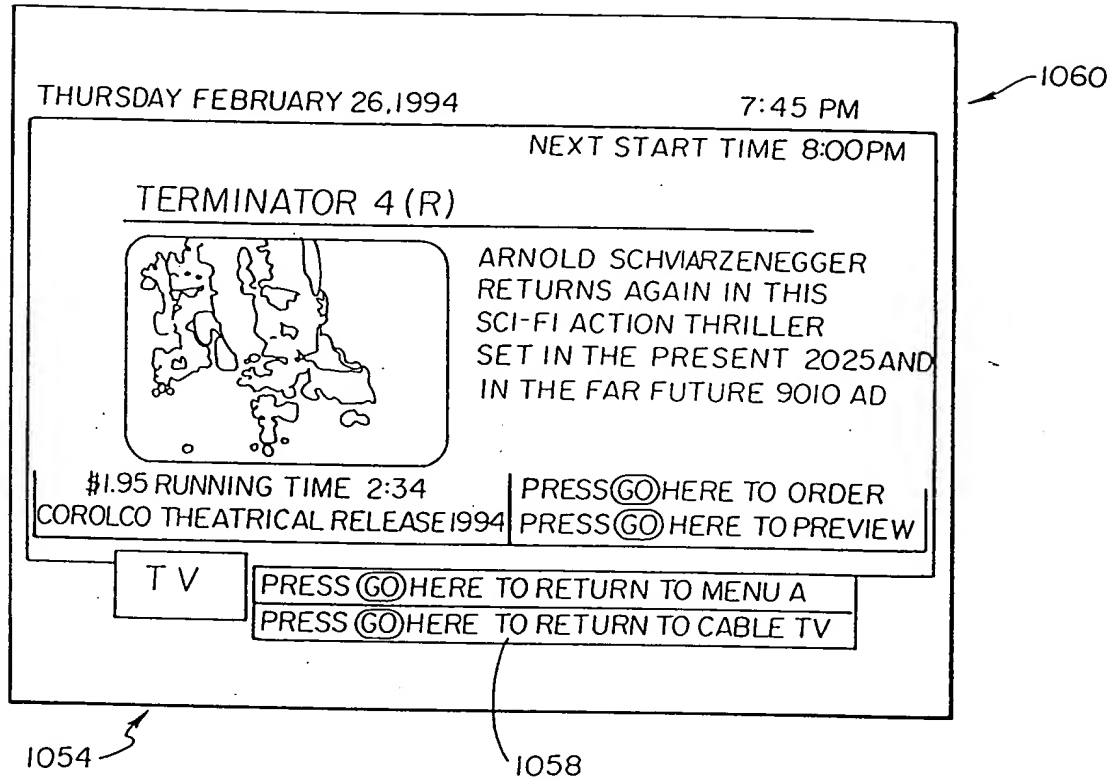 1060
THURSDAY FEBRUARY 26,1994 7:45 PM
NEXT START TIME 8:00PM
TERMINATOR 4 (R)
ARNOLD SCHVIARZENEGGER
RETURNS AGAIN IN THIS
SCI-FI ACTION THRILLER
SET IN THE PRESENT 2025 AND
IN THE FAR FUTURE 9010 AD
$1.95 RUNNING TIME 2:34
COROLCO THEATRICAL RELEASE 1994
PRESS GO HERE TO ORDER
PRESS GO HERE TO PREVIEW
TV
PRESS GO HERE TO RETURN TO MENU A
PRESS GO HERE TO RETURN TO CABLE TV
1054
1058